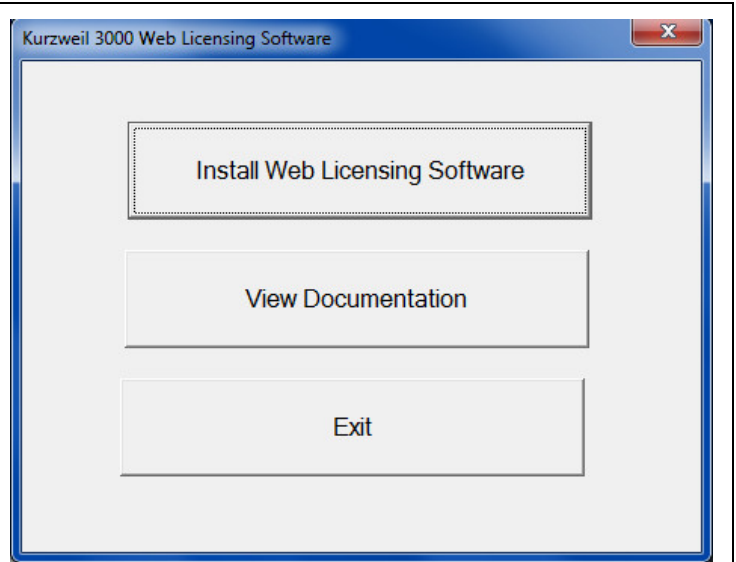 Kurzweil 3000 Web Licensing Software
Install Web Licensing Software
View Documentation
Exit